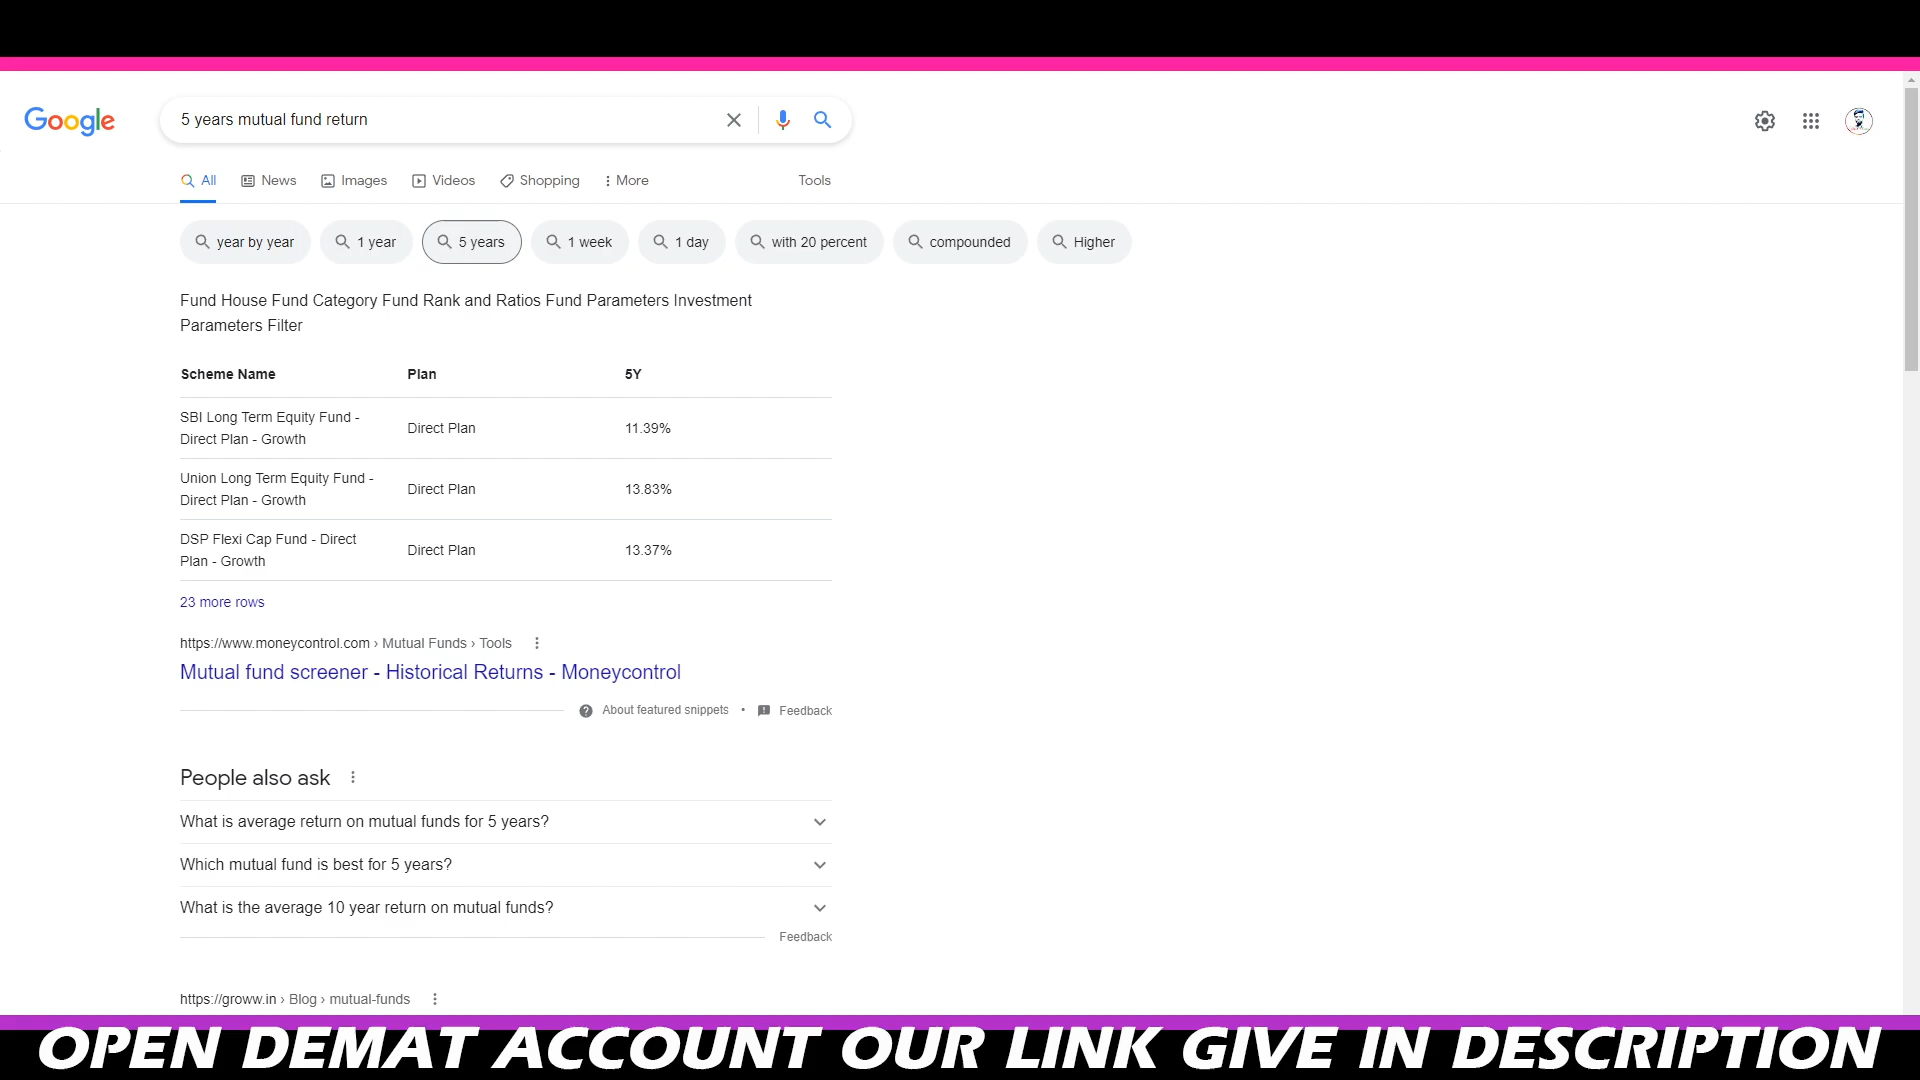 Google
5 years mutual fund return
All News Images Videos Shopping More Tools
year by year 1 year 5 years 1 week 1 day with 20 percent compounded Higher
Fund House Fund Category Fund Rank and Ratios Fund Parameters Investment
Parameters Filter
Scheme Name Plan 5Y
SBI Long Term Equity Fund -
Direct Plan - Growth
Direct Plan 11.39%
Union Long Term Equity Fund -
Direct Plan - Growth
Direct Plan 13.83%
DSP Flexi Cap Fund - Direct
Plan - Growth
Direct Plan 13.37%
23 more rows
https://www.moneycontrol.com › Mutual Funds › Tools
Mutual fund screener - Historical Returns - Moneycontrol
About featured snippets • Feedback
People also ask
What is average return on mutual funds for 5 years?
Which mutual fund is best for 5 years?
What is the average 10 year return on mutual funds?
Feedback
https://groww.in › Blog › mutual-funds
OPEN DEMAT ACCOUNT OUR LINK GIVE IN DESCRIPTION